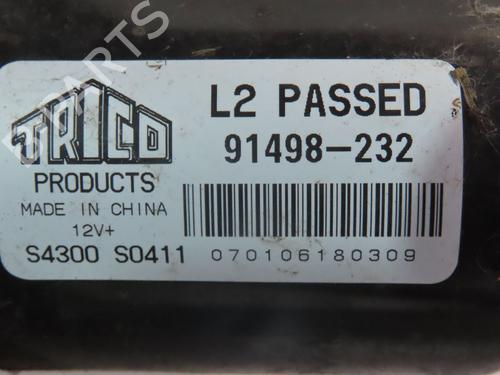 TRICO
PRODUCTS
MADE IN CHINA
12V+
S4300 S0411
L2 PASSED
91498-232
070106180309